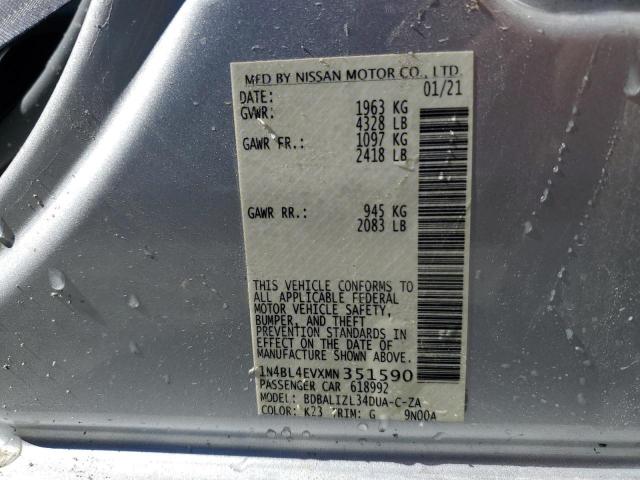 MFD BY NISSAN MOTOR CO., LTD.
DATE: 01/21
GVWR: 1963 KG
4328 LB
GAWR FR.: 1097 KG
2418 LB
GAWR RR.: 945 KG
2083 LB
THIS VEHICLE CONFORMS TO
ALL APPLICABLE FEDERAL
MOTOR VEHICLE SAFETY,
BUMPER, AND THEFT
PREVENTION STANDARDS IN
EFFECT ON THE DATE OF
MANUFACTURE SHOWN ABOVE.
1N4BL4EVXMN351590
PASSENGER CAR 618992
MODEL: BDBALIZL34DUA-C-ZA
COLOR: K23 TRIM: G 9N00A